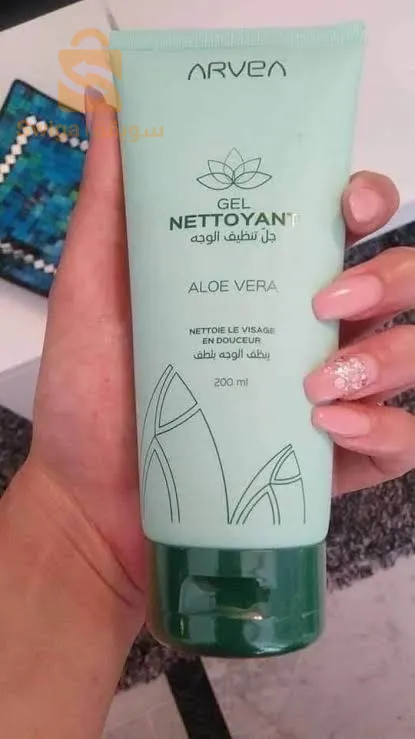 ARVEA
GEL
NETTOYANT
جلّ تنظيف الوجه
ALOE VERA
NETTOIE LE VISAGE
EN DOUCEUR
ينظف الوجه بلطف
200 ml